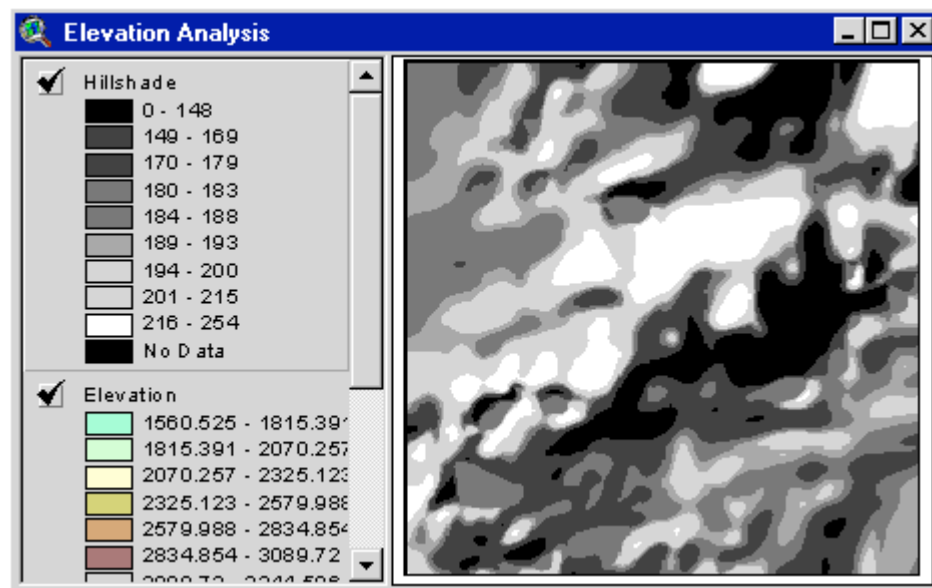 Elevation Analysis
Hillshade
0 - 148
149 - 169
170 - 179
180 - 183
184 - 188
189 - 193
194 - 200
201 - 215
216 - 254
No Data
Elevation
1560.525 - 1815.391
1815.391 - 2070.257
2070.257 - 2325.123
2325.123 - 2579.988
2579.988 - 2834.854
2834.854 - 3089.72